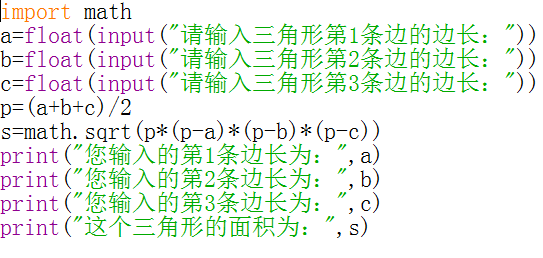 import math
a=float(input("请输入三角形第1条边的边长："))
b=float(input("请输入三角形第2条边的边长："))
c=float(input("请输入三角形第3条边的边长："))
p=(a+b+c)/2
s=math.sqrt(p*(p-a)*(p-b)*(p-c))
print("您输入的第1条边长为：",a)
print("您输入的第2条边长为：",b)
print("您输入的第3条边长为：",c)
print("这个三角形的面积为：",s)